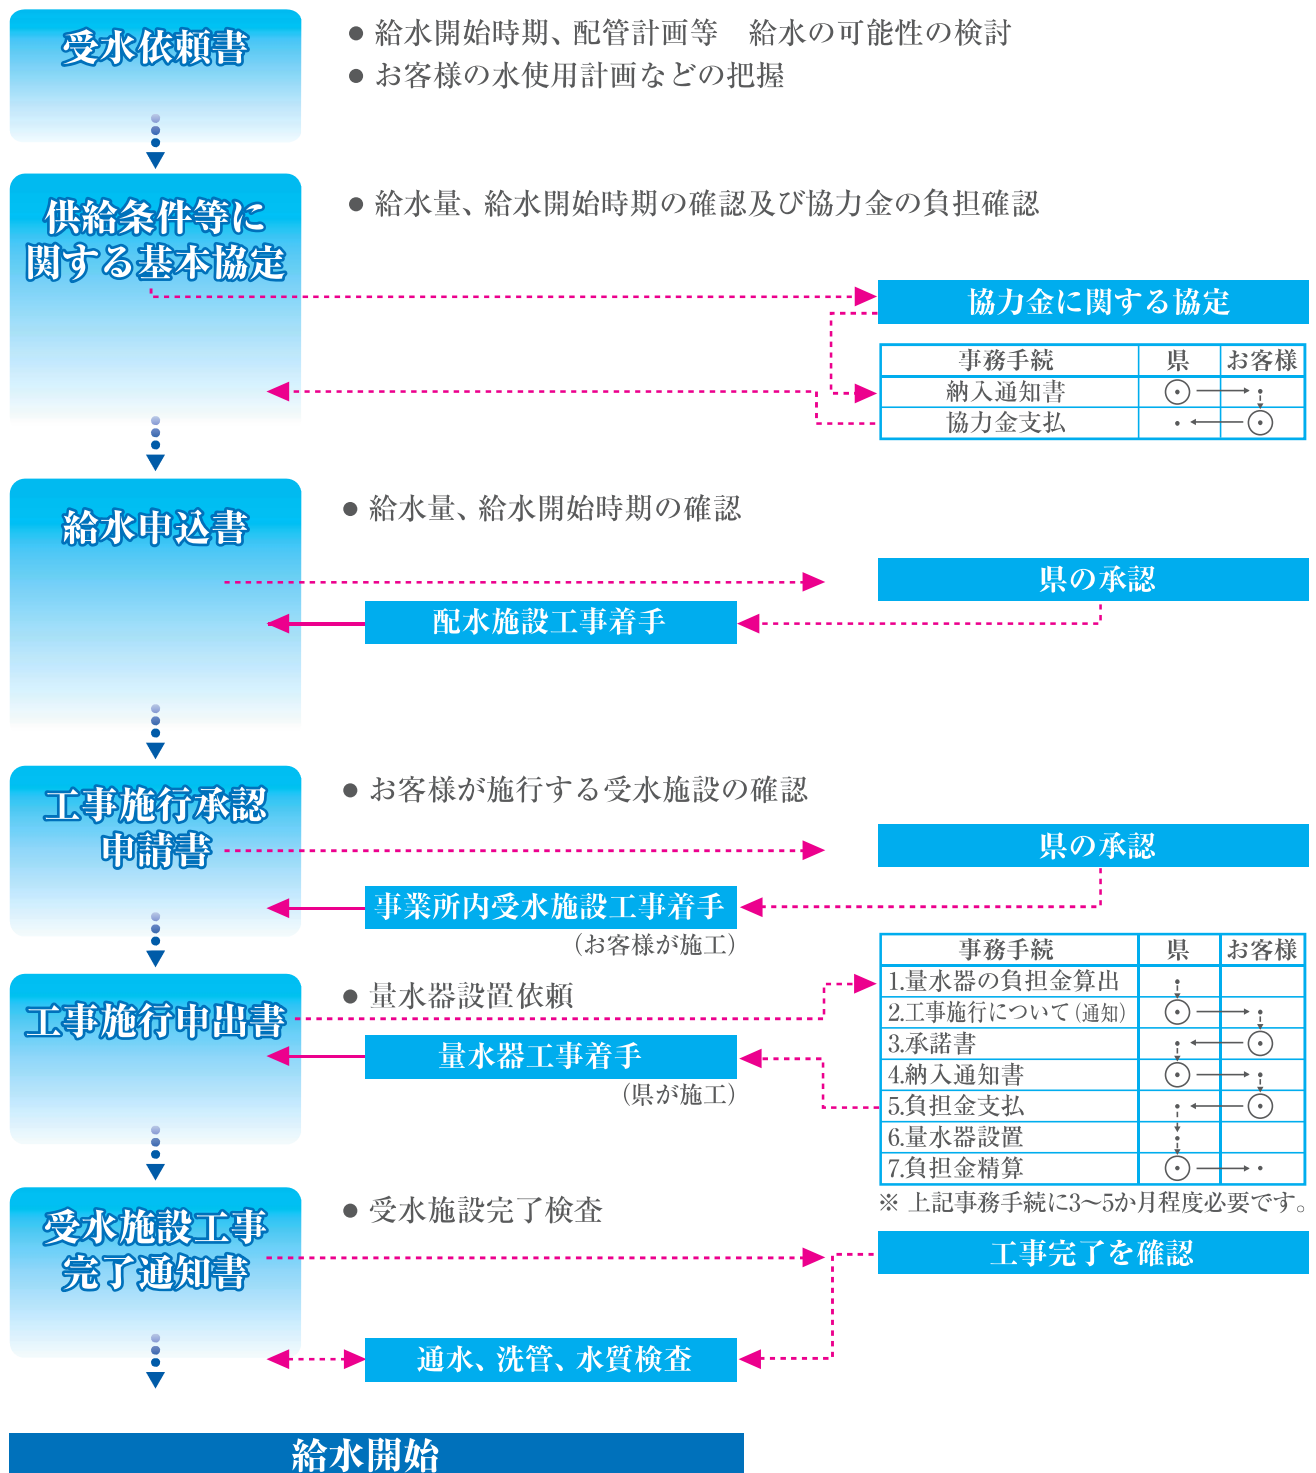 受水依頼書
● 給水開始時期、配管計画等　給水の可能性の検討
● お客様の水使用計画などの把握
供給条件等に
関する基本協定
● 給水量、給水開始時期の確認及び協力金の負担確認
協力金に関する協定
事務手続 県 お客様
納入通知書
協力金支払
給水申込書
● 給水量、給水開始時期の確認
県の承認
配水施設工事着手
工事施行承認
申請書
● お客様が施行する受水施設の確認
県の承認
事業所内受水施設工事着手
（お客様が施工）
工事施行申出書
● 量水器設置依頼
量水器工事着手
（県が施工）
事務手続 県 お客様
1.量水器の負担金算出
2.工事施行について（通知）
3.承諾書
4.納入通知書
5.負担金支払
6.量水器設置
7.負担金精算
※ 上記事務手続に3〜5か月程度必要です。
受水施設工事
完了通知書
● 受水施設完了検査
工事完了を確認
通水、洗管、水質検査
給水開始